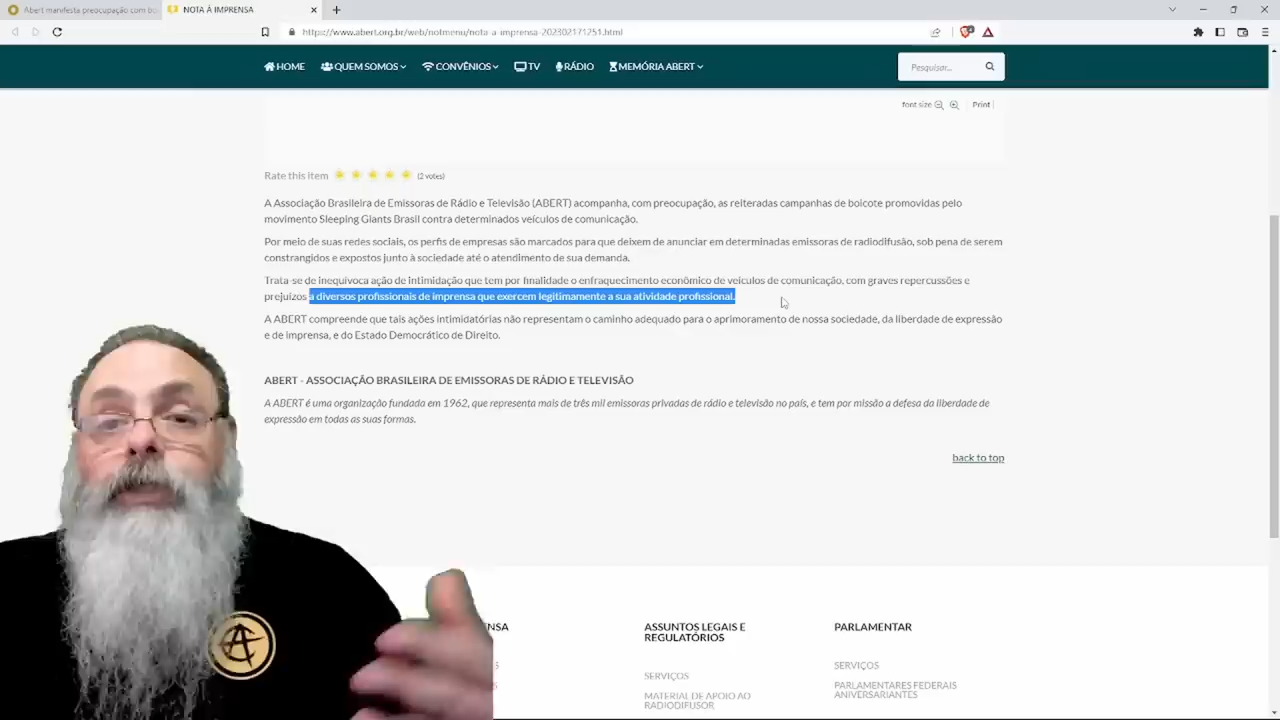 Abert manifesta preocupação com bo
NOTA À IMPRENSA
http://www.abert.org.br/web/notmenu/nota-a-imprensa-202302171251.html
HOME
QUEM SOMOS
CONVÊNIOS
TV
RÁDIO
MEMÓRIA ABERT
Pesquisar...
font size
Print
Rate this item
(2 votes)
A Associação Brasileira de Emissoras de Rádio e Televisão (ABERT) acompanha, com preocupação, as reiteradas campanhas de boicote promovidas pelo
movimento Sleeping Giants Brasil contra determinados veículos de comunicação.
Por meio de suas redes sociais, os perfis de empresas são marcados para que deixem de anunciar em determinadas emissoras de radiodifusão, sob pena de serem
constrangidos e expostos junto à sociedade até o atendimento de sua demanda.
Trata-se de inequívoca ação de intimidação que tem por finalidade o enfraquecimento econômico de veículos de comunicação, com graves repercussões e
prejuízos a diversos profissionais de imprensa que exercem legitimamente a sua atividade profissional.
A ABERT compreende que tais ações intimidatórias não representam o caminho adequado para o aprimoramento de nossa sociedade, da liberdade de expressão
e de imprensa, e do Estado Democrático de Direito.
ABERT - ASSOCIAÇÃO BRASILEIRA DE EMISSORAS DE RÁDIO E TELEVISÃO
A ABERT é uma organização fundada em 1962, que representa mais de três mil emissoras privadas de rádio e televisão no país, e tem por missão a defesa da liberdade de
expressão em todas as suas formas.
back to top
NSA
ASSUNTOS LEGAIS E
REGULATÓRIOS
PARLAMENTAR
S
SERVIÇOS
MATERIAL DE APOIO AO
RADIODIFUSOR
SERVIÇOS
PARLAMENTARES FEDERAIS
ANIVERSARIANTES